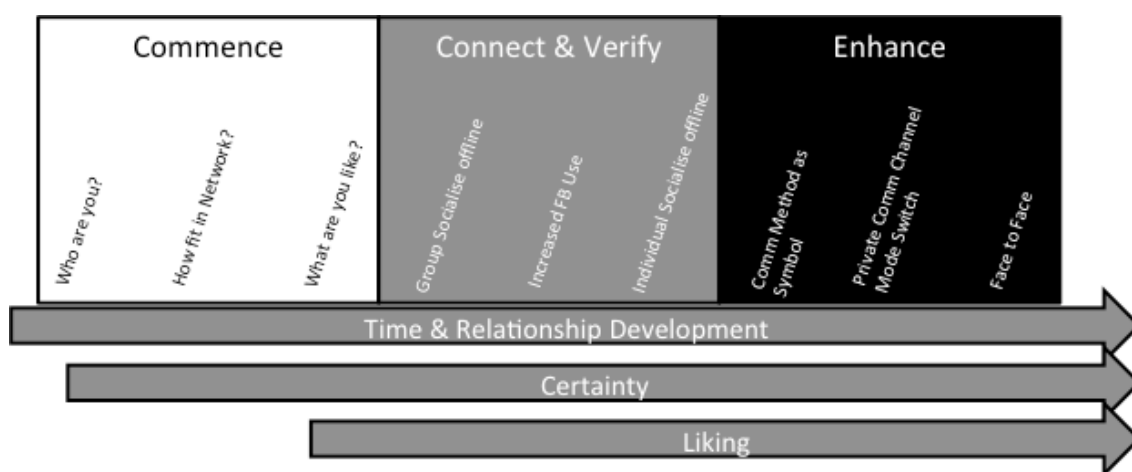 Commence
Connect & Verify
Enhance
Who are you?
How fit in Network?
What are you like?
Group Socialise offline
Increased FB Use
Individual Socialise offline
Comm Method as
Symbol
Private Comm Channel
Mode Switch
Face to Face
Time & Relationship Development
Certainty
Liking